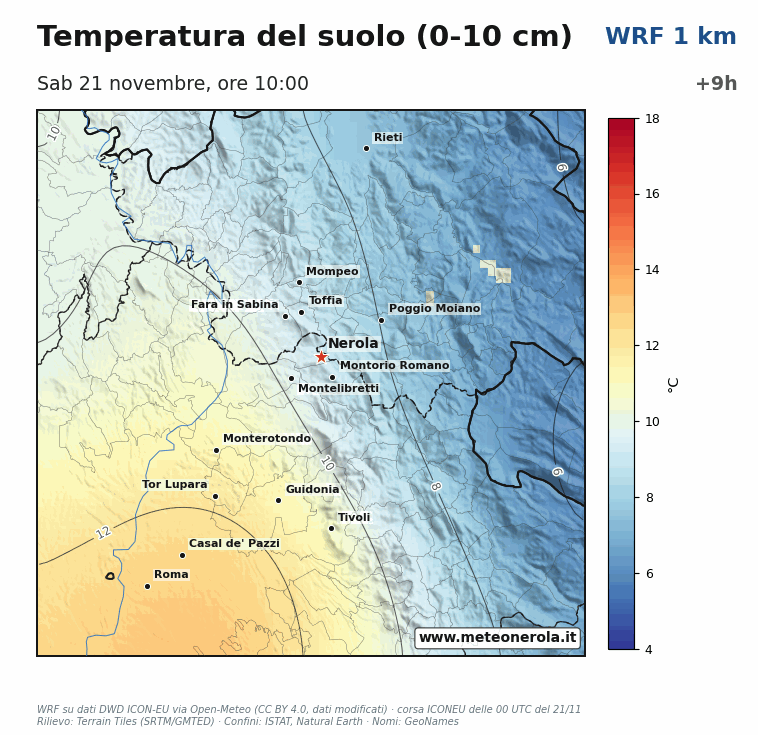 Temperatura del suolo (0-10 cm) WRF 1 km
Sab 21 novembre, ore 10:00 +9h
10
Rieti
6
18
16
14
12
10
8
6
4
°C
Mompeo
Fara in Sabina
Toffia
Poggio Moiano
Nerola
Montorio Romano
Montelibretti
Monterotondo
10
8
6
Tor Lupara
Guidonia
Tivoli
12
Casal de' Pazzi
Roma
www.meteonerola.it
WRF su dati DWD ICON-EU via Open-Meteo (CC BY 4.0, dati modificati) · corsa ICONEU delle 00 UTC del 21/11
Rilievo: Terrain Tiles (SRTM/GMTED) · Confini: ISTAT, Natural Earth · Nomi: GeoNames